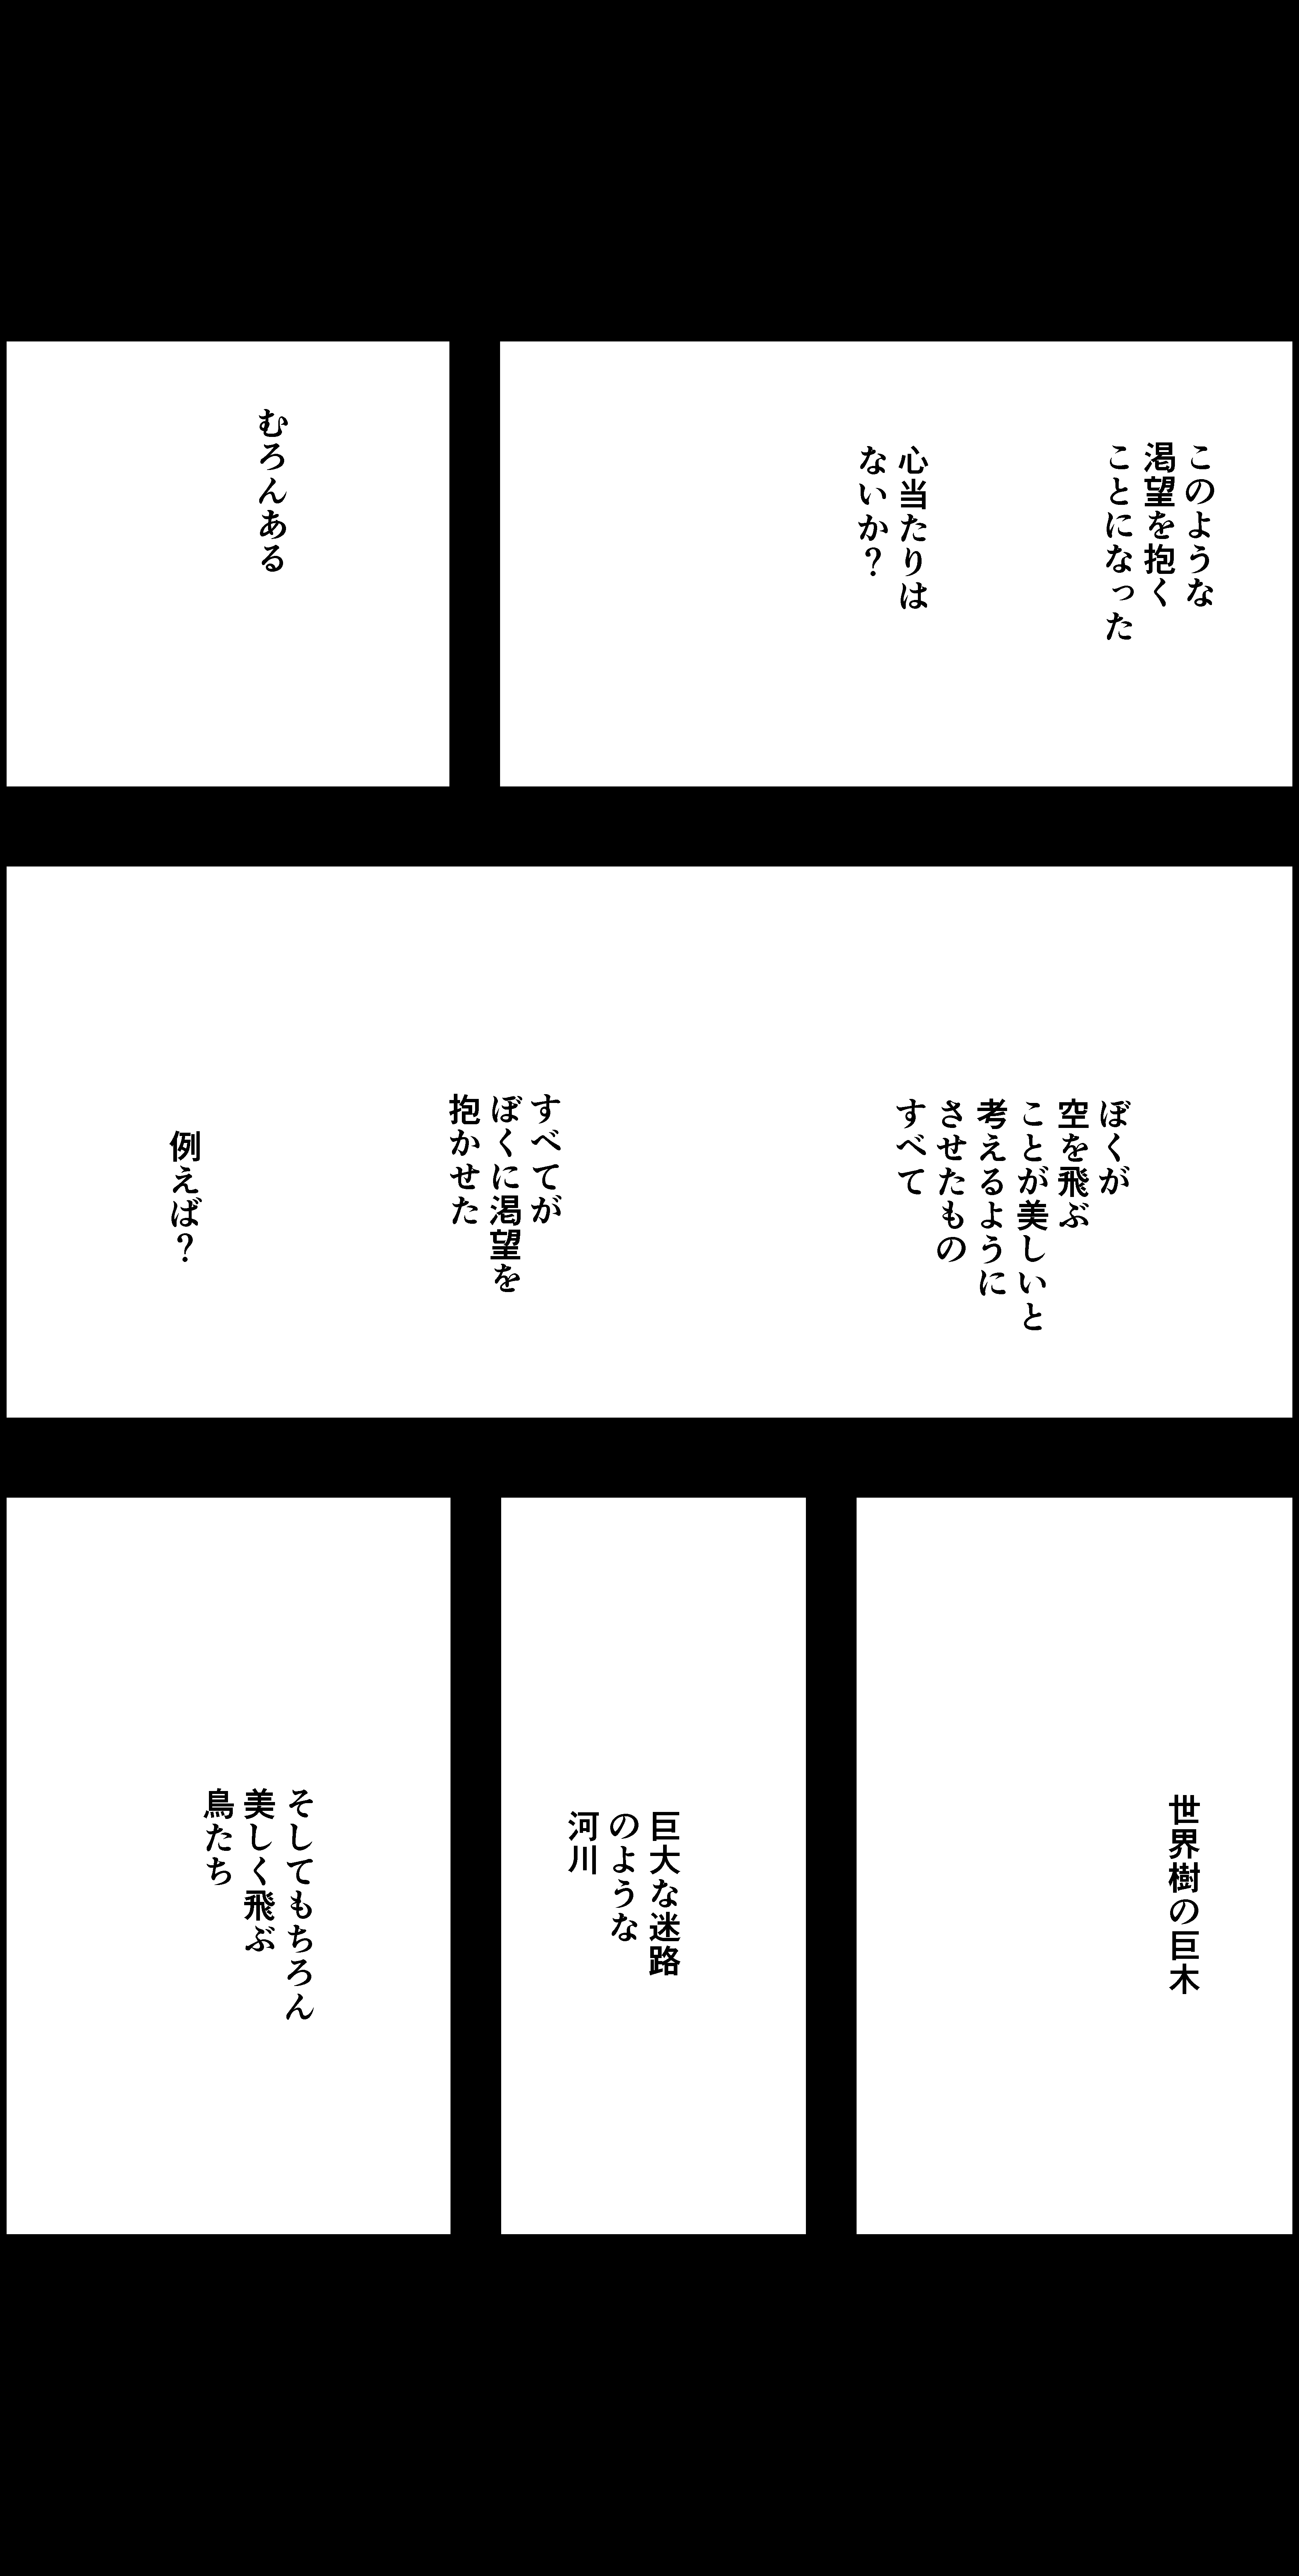 このような
渇望を抱く
ことになった
心当たりは
ないか?
むろんある
ぼくが
空を飛ぶ
ことが美しいと
考えるように
させたもの
すべて
すべてが
ぼくに渇望を
抱かせた
例えば?
世界樹の巨木
巨大な迷路
のような
河川
そしてもちろん
美しく飛ぶ
鳥たち